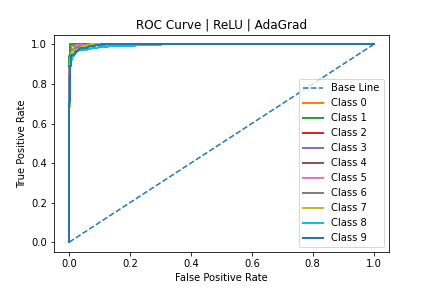 ROC Curve | ReLU | AdaGrad
True Positive Rate
1.0
0.8
0.6
0.4
0.2
0.0
Base Line
Class 0
Class 1
Class 2
Class 3
Class 4
Class 5
Class 6
Class 7
Class 8
Class 9
0.0 0.2 0.4 0.6 0.8 1.0
False Positive Rate